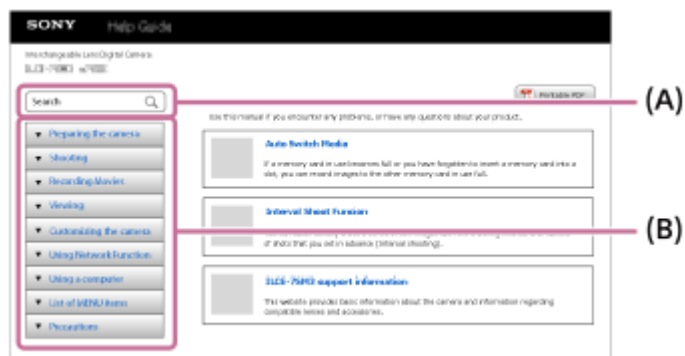 SONY Help Guide
Interchangeable Lens Digital Camera
Search
Printable PDF
(A)
Use this manual if you encounter any problems, or have any questions about your product.
Preparing the camera
Shooting
Recording Movies
Viewing
Customizing the camera
Using Network Function
Using a computer
List of MENU items
Precautions
(B)
Auto Switch Media
If a memory card in use becomes full or you have forgotten to insert a memory card into a
slot, you can record images to the other memory card in use full.
Interval Shoot Funcion
of shots that you set in advance (interval shooting).
support information
This website provides basic information about the camera and information regarding
compatible lenses and accessories.